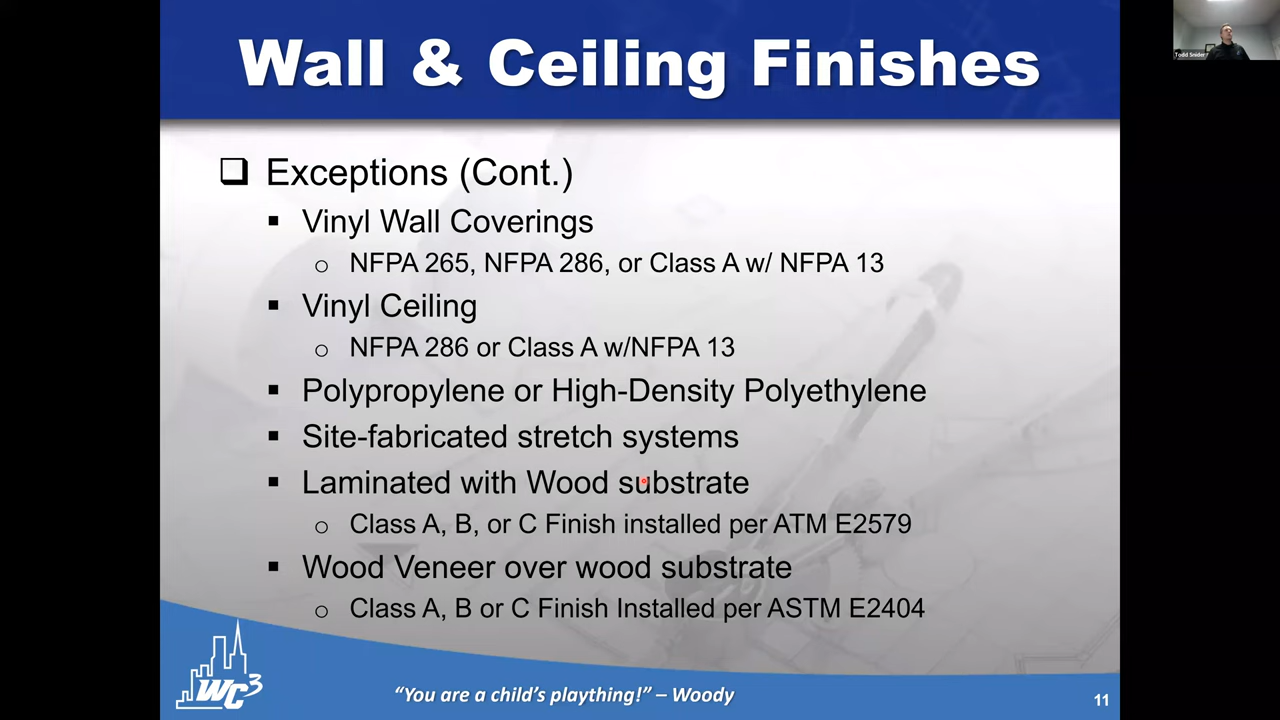 Wall & Ceiling Finishes
Todd Snider
❑ Exceptions (Cont.)
▪ Vinyl Wall Coverings
o NFPA 265, NFPA 286, or Class A w/ NFPA 13
▪ Vinyl Ceiling
o NFPA 286 or Class A w/NFPA 13
▪ Polypropylene or High-Density Polyethylene
▪ Site-fabricated stretch systems
▪ Laminated with Wood substrate
o Class A, B, or C Finish installed per ATM E2579
▪ Wood Veneer over wood substrate
o Class A, B or C Finish Installed per ASTM E2404
WC3
“You are a child’s plaything!” – Woody
11